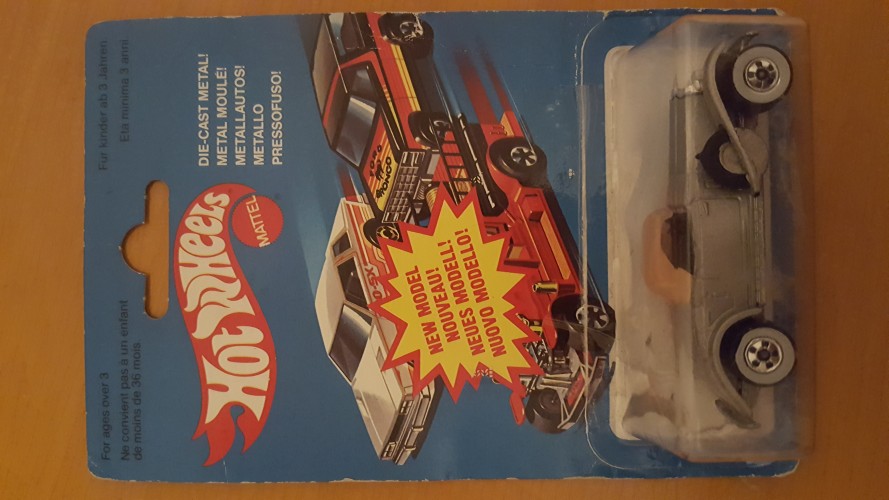 Für kinder ab 3 Jahren
Eta minima 3 anni
For ages over 3
Ne convient pas à un enfant
de moins de 36 mois.
HOT WHEELS
MATTEL
DIE-CAST METAL!
METAL MOULÉ!
METALLAUTOS!
METALLO
PRESSOFUSO!
NEW MODEL
NOUVEAU!
NEUES MODELL!
NUOVO MODELLO!
FORD
BRONCO